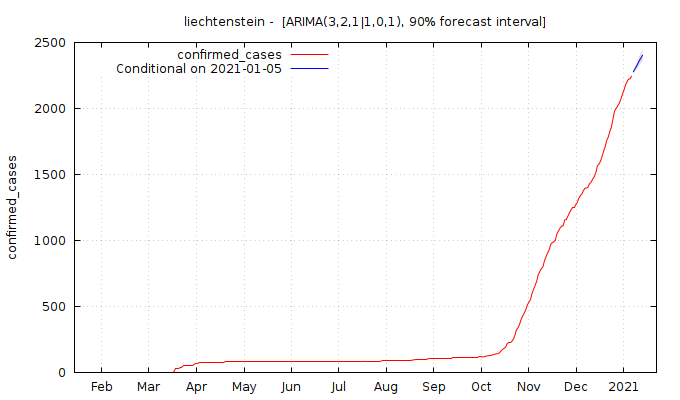 liechtenstein -  [ARIMA(3,2,1|1,0,1), 90% forecast interval]
confirmed_cases
Conditional on 2021-01-05
confirmed_cases
2500
2000
1500
1000
500
0
Feb Mar Apr May Jun Jul Aug Sep Oct Nov Dec 2021